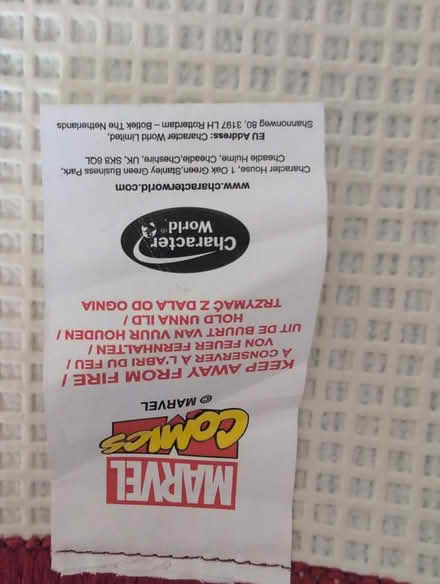 MARVEL
COMICS
© MARVEL
KEEP AWAY FROM FIRE /
À CONSERVER À L'ABRI DU FEU /
VON FEUER FERNHALTEN /
UIT DE BUURT VAN VUUR HOUDEN /
HOLD UNNA ILD /
TRZYMAĆ Z DALA OD OGNIA
Character
World®
www.characterworld.com
Character House, 1 Oak Green,Stanley Green Business Park,
Cheadle Hulme, Cheadle,Cheshire, UK, SK8 6QL
EU Address: Character World Limited,
Shannonweg 80, 3197 LH Rotterdam – Botlek The Netherlands